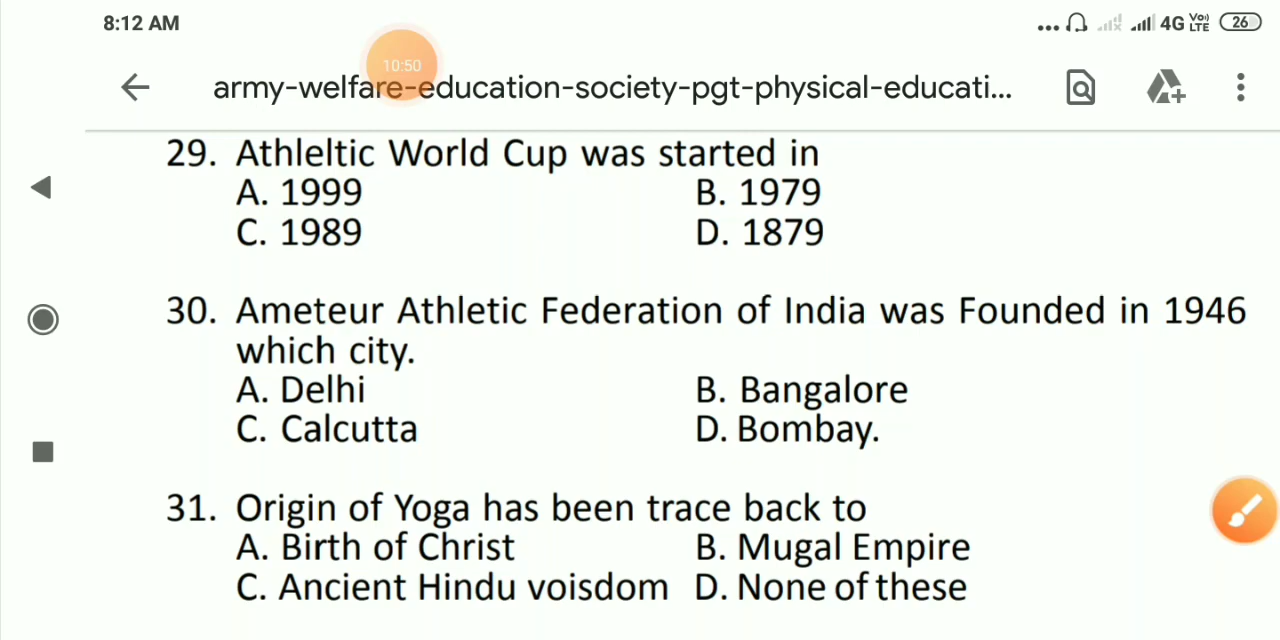 8:12 AM
... 4G Vo) LTE 26
10:50
army-welfare-education-society-pgt-physical-educati...
29. Athleltic World Cup was started in
A. 1999 B. 1979
C. 1989 D. 1879
30. Ameteur Athletic Federation of India was Founded in 1946
which city.
A. Delhi B. Bangalore
C. Calcutta D. Bombay.
31. Origin of Yoga has been trace back to
A. Birth of Christ B. Mugal Empire
C. Ancient Hindu voisdom D. None of these